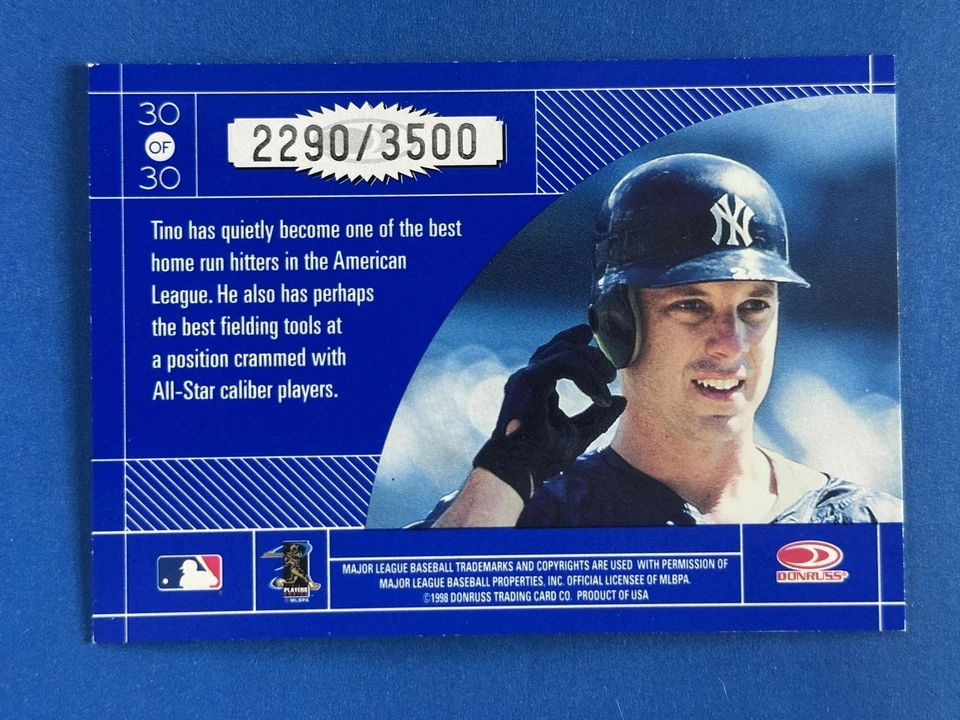 30
OF
30
2290/3500
Tino has quietly become one of the best
home run hitters in the American
League. He also has perhaps
the best fielding tools at
a position crammed with
All-Star caliber players.
NY
PLAYERS
MLBPA
MAJOR LEAGUE BASEBALL TRADEMARKS AND COPYRIGHTS ARE USED WITH PERMISSION OF
MAJOR LEAGUE BASEBALL PROPERTIES, INC. OFFICIAL LICENSEE OF MLBPA.
©1998 DONRUSS TRADING CARD CO. PRODUCT OF USA
DONRUSS®